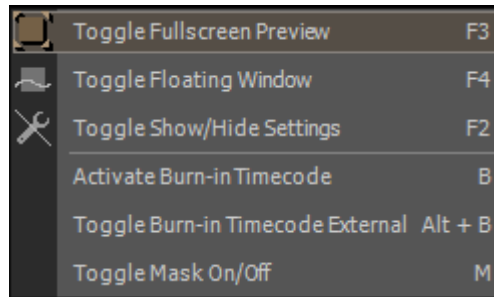 Toggle Fullscreen Preview F3
Toggle Floating Window F4
Toggle Show/Hide Settings F2
Activate Burn-in Timecode B
Toggle Burn-in Timecode External Alt + B
Toggle Mask On/Off M